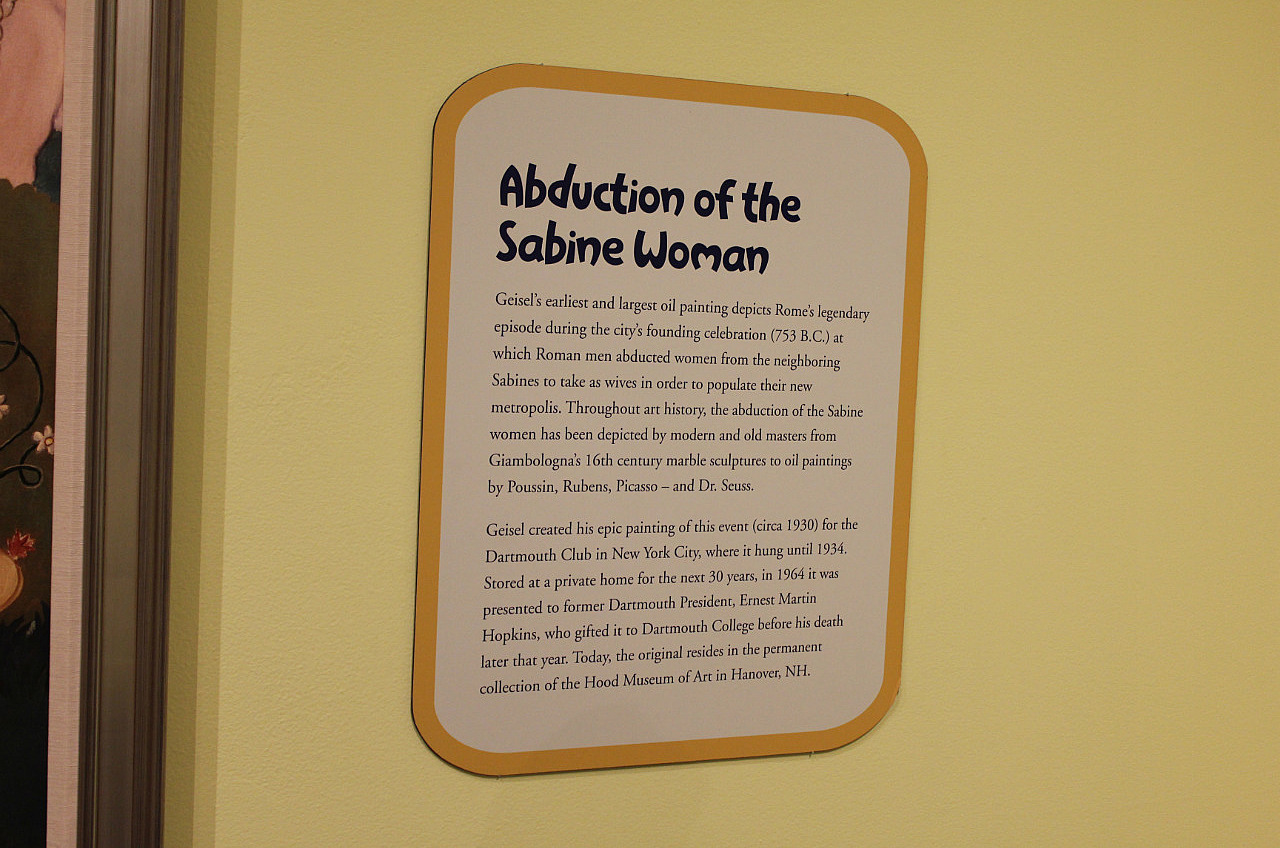 Abduction of the
Sabine Woman
Geisel's earliest and largest oil painting depicts Rome's legendary
episode during the city's founding celebration (753 B.C.) at
which Roman men abducted women from the neighboring
Sabines to take as wives in order to populate their new
metropolis. Throughout art history, the abduction of the Sabine
women has been depicted by modern and old masters from
Giambologna's 16th century marble sculptures to oil paintings
by Poussin, Rubens, Picasso – and Dr. Seuss.
Geisel created his epic painting of this event (circa 1930) for the
Dartmouth Club in New York City, where it hung until 1934.
Stored at a private home for the next 30 years, in 1964 it was
presented to former Dartmouth President, Ernest Martin
Hopkins, who gifted it to Dartmouth College before his death
later that year. Today, the original resides in the permanent
collection of the Hood Museum of Art in Hanover, NH.